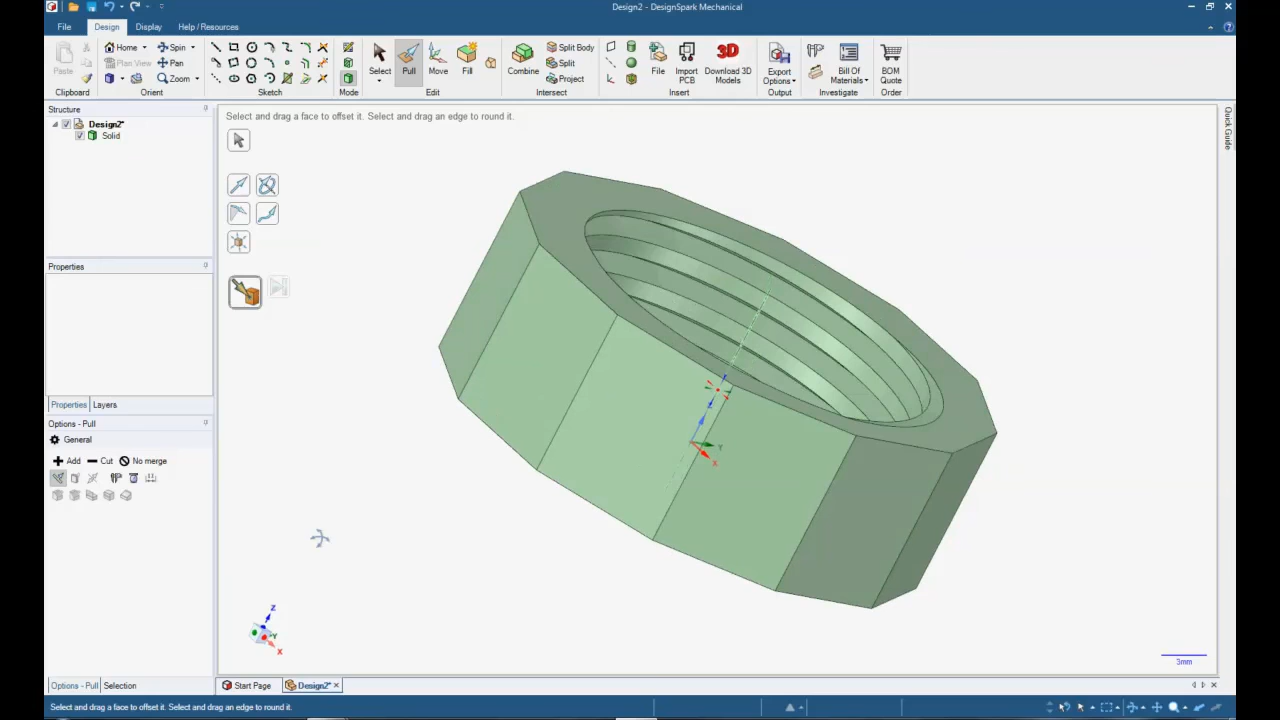 Design2 - DesignSpark Mechanical
File Design Display Help / Resources
Paste
Home Spin
Plan View Pan
Zoom
Select Pull Move Fill
Combine
Split Body
Split
Project
File Import PCB Download 3D Models
3D
Export Options
Bill Of Materials
BOM Quote
Clipboard Orient Sketch Mode Edit Intersect Insert Output Investigate Order
Structure
Design2*
Solid
Select and drag a face to offset it. Select and drag an edge to round it.
Quick Guide
Properties
Properties Layers
Options - Pull
General
Add Cut No merge
Z
Y
X
Z
Y
X
3mm
Options - Pull Selection
Start Page Design2*
Select and drag a face to offset it. Select and drag an edge to round it.